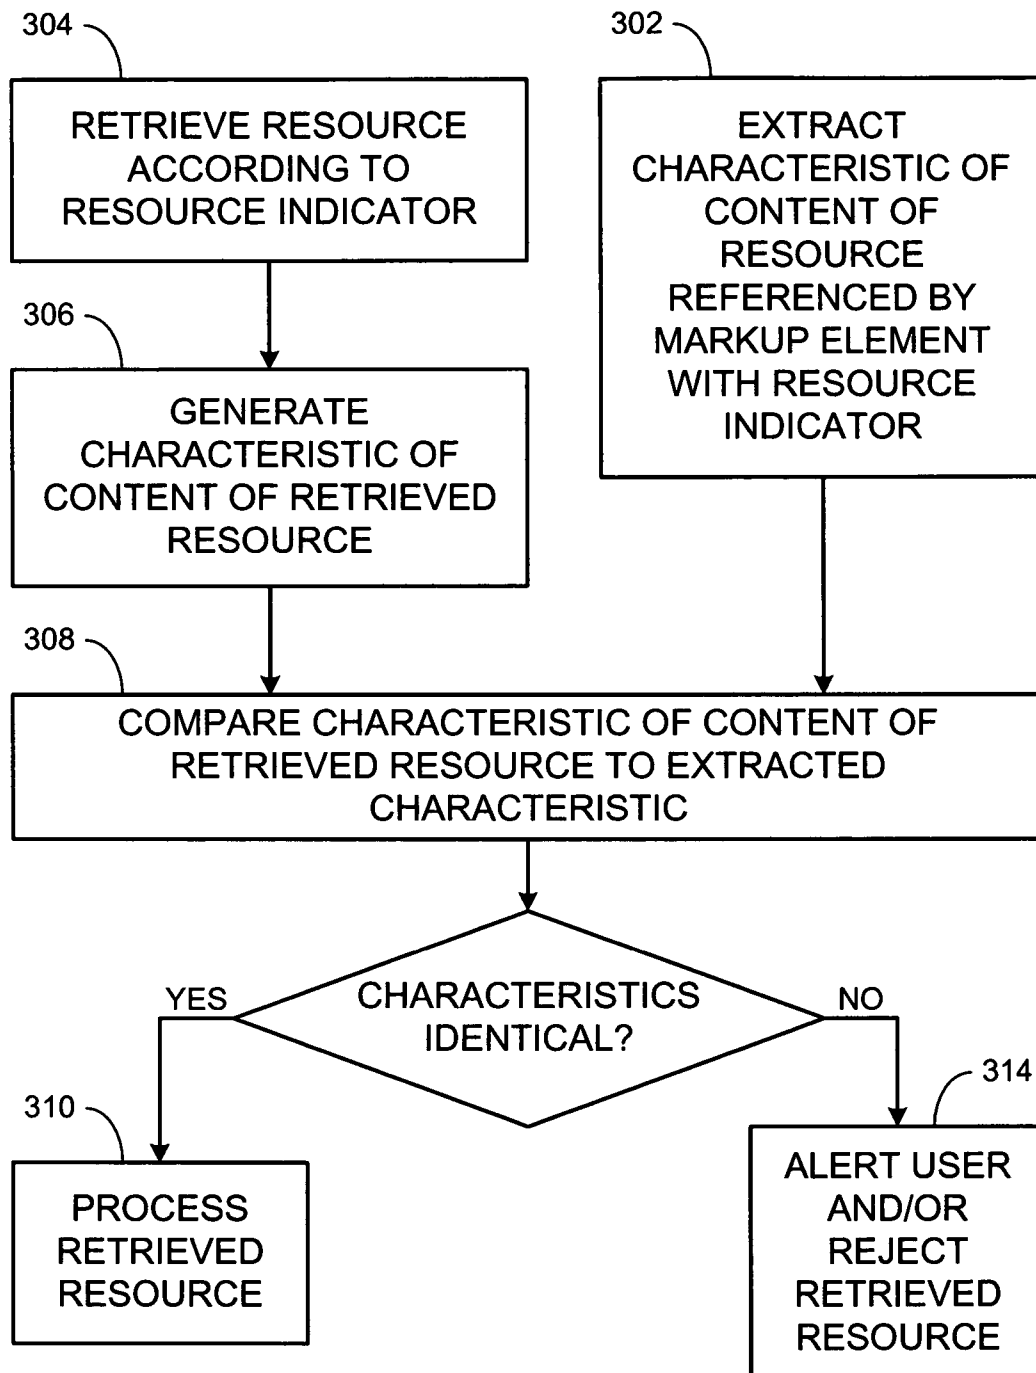 304
RETRIEVE RESOURCE
ACCORDING TO
RESOURCE INDICATOR
302
EXTRACT
CHARACTERISTIC OF
CONTENT OF
RESOURCE
REFERENCED BY
MARKUP ELEMENT
WITH RESOURCE
INDICATOR
306
GENERATE
CHARACTERISTIC OF
CONTENT OF RETRIEVED
RESOURCE
308
COMPARE CHARACTERISTIC OF CONTENT OF
RETRIEVED RESOURCE TO EXTRACTED
CHARACTERISTIC
CHARACTERISTICS
IDENTICAL?
YES
NO
310
PROCESS
RETRIEVED
RESOURCE
314
ALERT USER
AND/OR
REJECT
RETRIEVED
RESOURCE